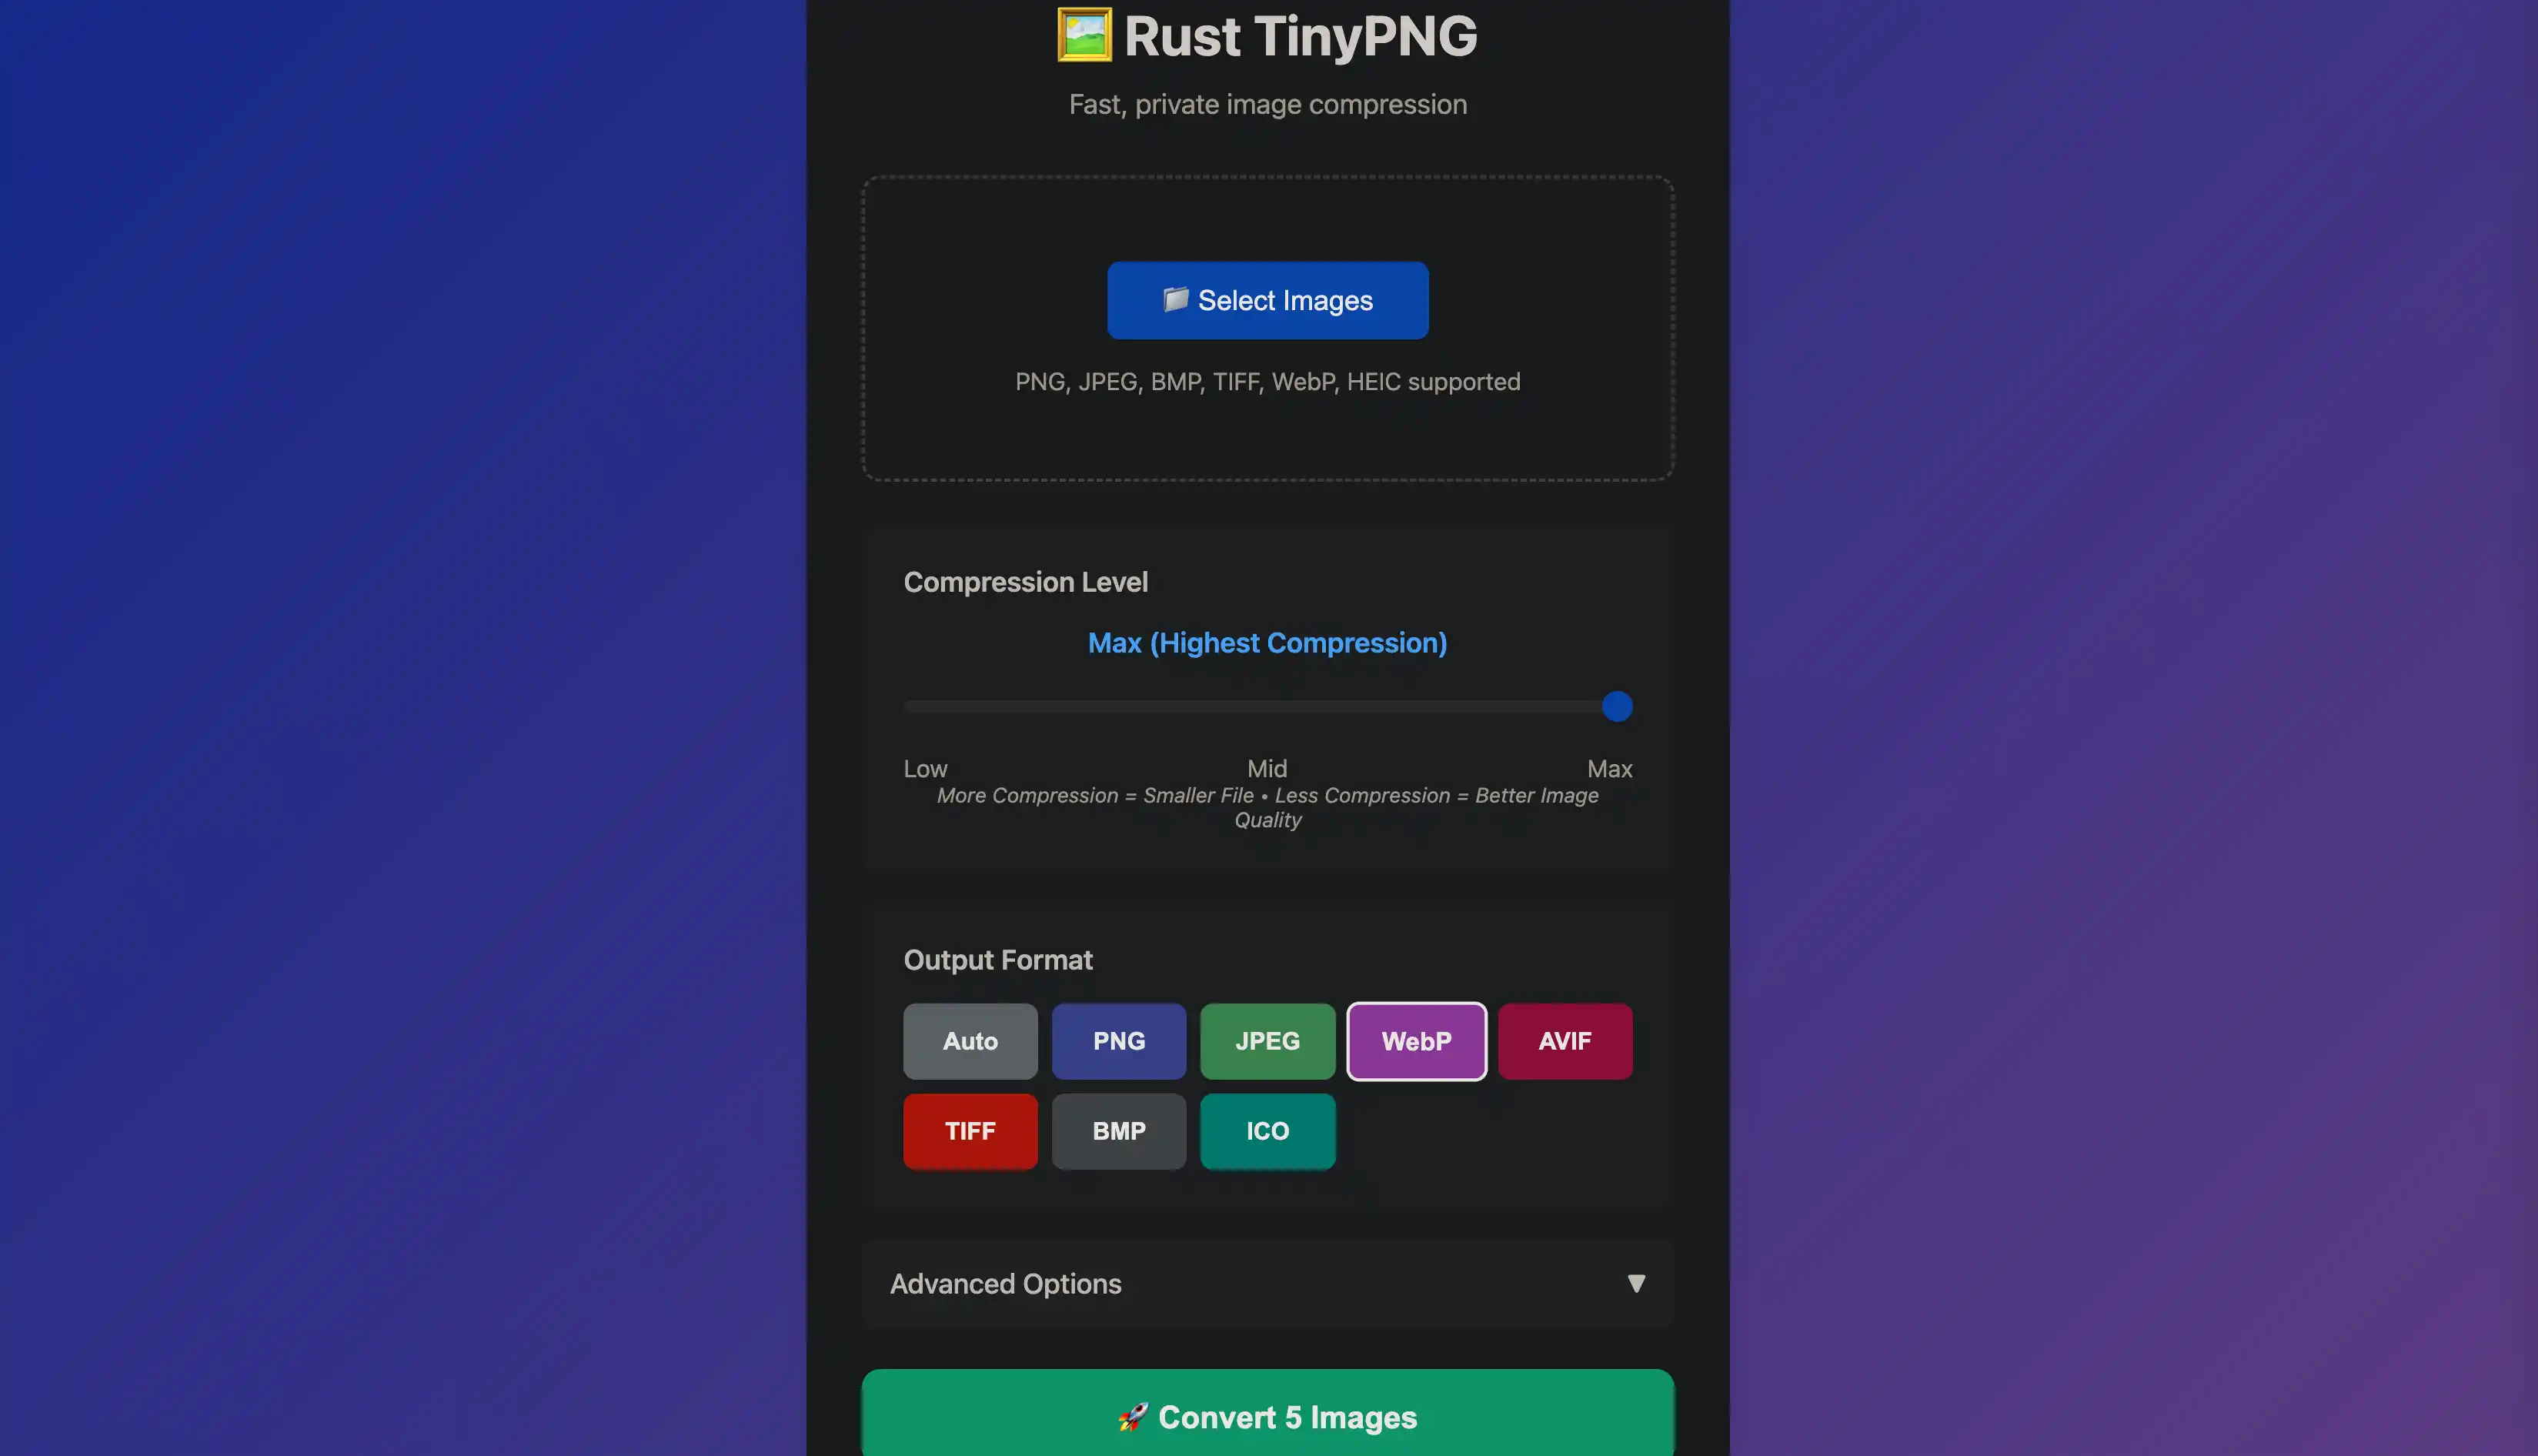 Rust TinyPNG
Fast, private image compression
Select Images
PNG, JPEG, BMP, TIFF, WebP, HEIC supported
Compression Level
Max (Highest Compression)
Low Mid Max
More Compression = Smaller File • Less Compression = Better Image
Quality
Output Format
Auto PNG JPEG WebP AVIF
TIFF BMP ICO
Advanced Options ▼
🚀 Convert 5 Images